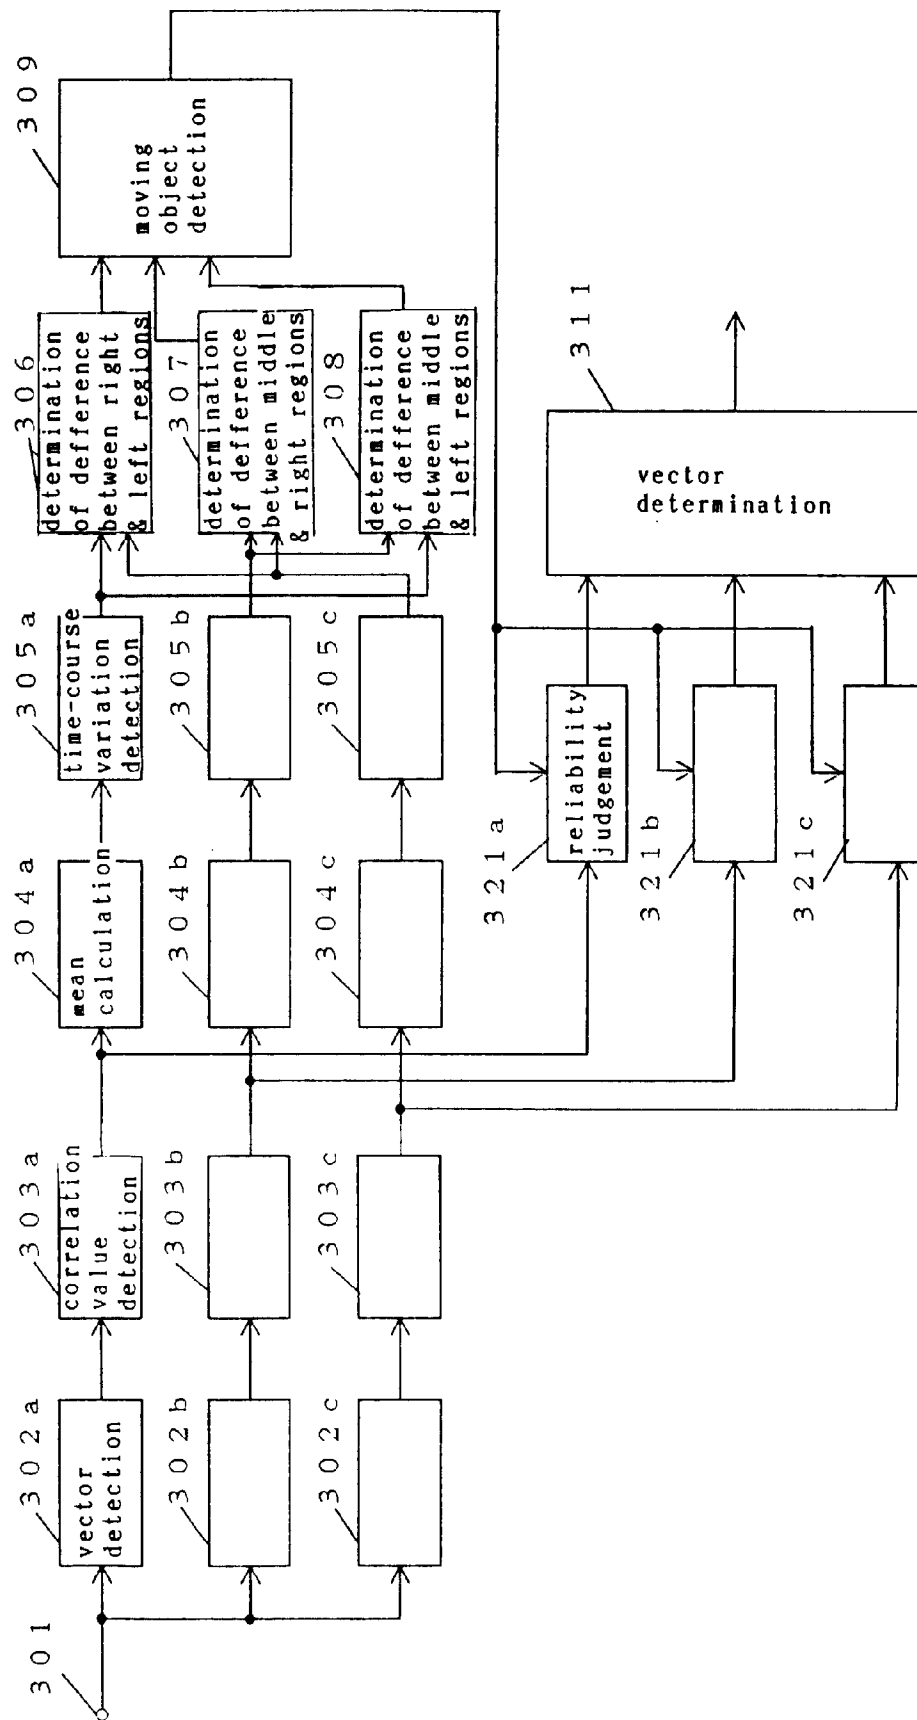 301
302a
vector
detection
302b
302c
303a
correlation
value
detection
303b
303c
304a
mean
calculation
304b
304c
305a
time-course
variation
detection
305b
305c
306
determination
of defference
between right
& left regions
307
determination
of defference
between middle
& right regions
308
determination
of defference
between middle
& left regions
309
moving
object
detection
321a
reliability
judgement
321b
321c
311
vector
determination